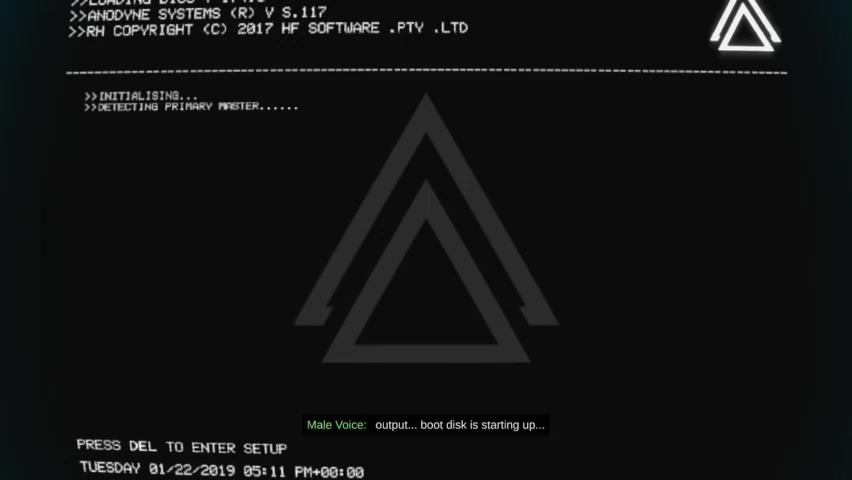 >>ANODYNE SYSTEMS (R) V S.117
>>RH COPYRIGHT (C) 2017 HF SOFTWARE .PTY .LTD
>>INITIALISING...
>>DETECTING PRIMARY MASTER......
Male Voice: output... boot disk is starting up...
PRESS DEL TO ENTER SETUP
TUESDAY 01/22/2019 05:11 PM+00:00